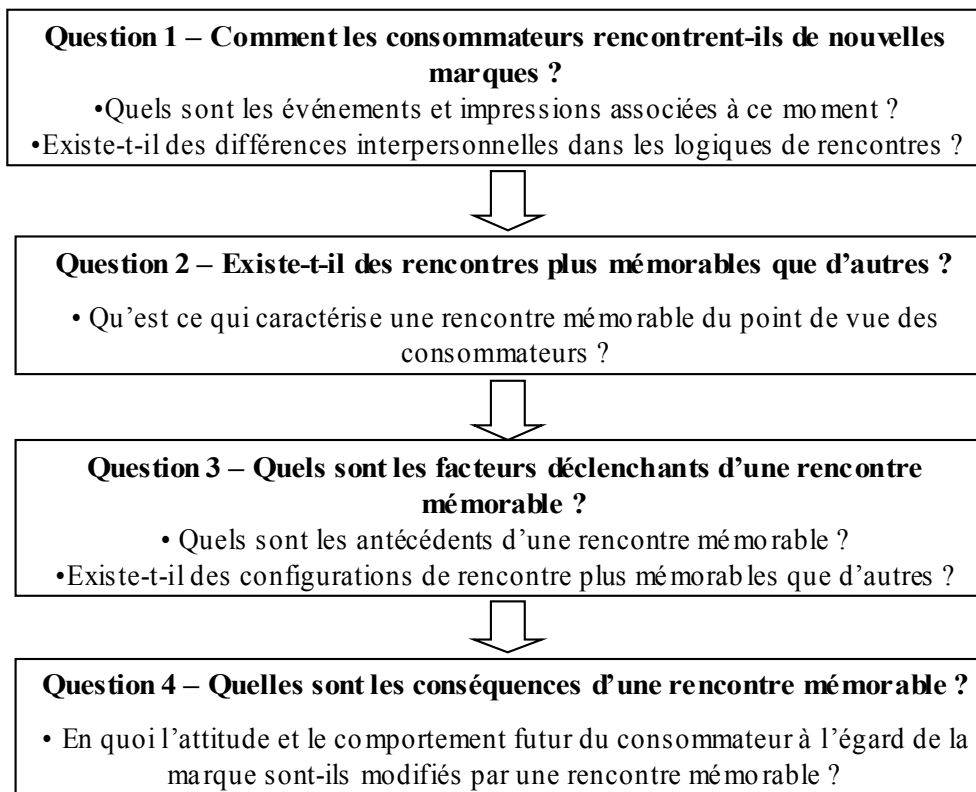 Question 1 – Comment les consommateurs rencontrent-ils de nouvelles
marques ?
•Quels sont les événements et impressions associées à ce moment ?
•Existe-t-il des différences interpersonnelles dans les logiques de rencontres ?
Question 2 – Existe-t-il des rencontres plus mémorables que d'autres ?
• Qu'est ce qui caractérise une rencontre mémorable du point de vue des
consommateurs ?
Question 3 – Quels sont les facteurs déclenchants d'une rencontre
mémorable ?
• Quels sont les antécédents d'une rencontre mémorable ?
•Existe-t-il des configurations de rencontre plus mémorables que d'autres ?
Question 4 – Quelles sont les conséquences d'une rencontre mémorable ?
• En quoi l'attitude et le comportement futur du consommateur à l'égard de la
marque sont-ils modifiés par une rencontre mémorable ?